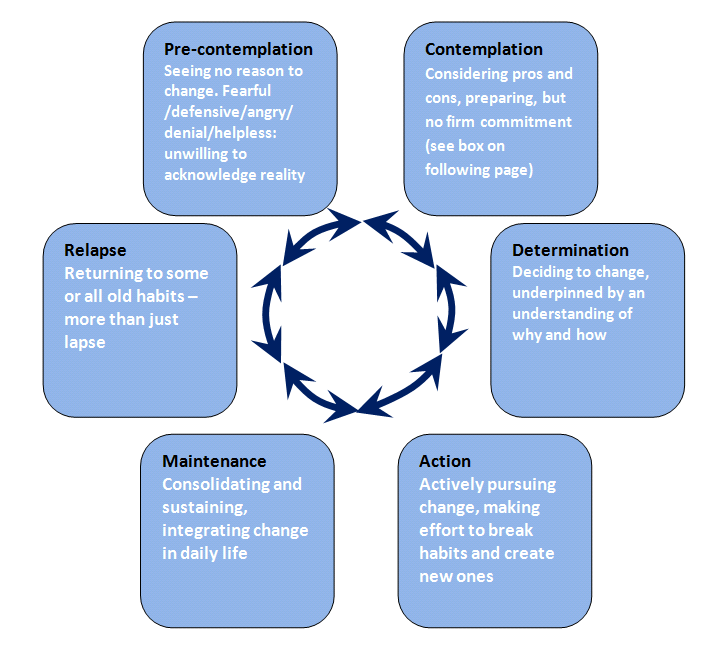 Pre-contemplation
Seeing no reason to
change. Fearful
/defensive/angry/
denial/helpless:
unwilling to
acknowledge reality
Contemplation
Considering pros and
cons, preparing, but
no firm commitment
(see box on
following page)
Relapse
Returning to some
or all old habits –
more than just
lapse
Determination
Deciding to change,
underpinned by an
understanding of
why and how
Maintenance
Consolidating and
sustaining,
integrating change
in daily life
Action
Actively pursuing
change, making
effort to break
habits and create
new ones